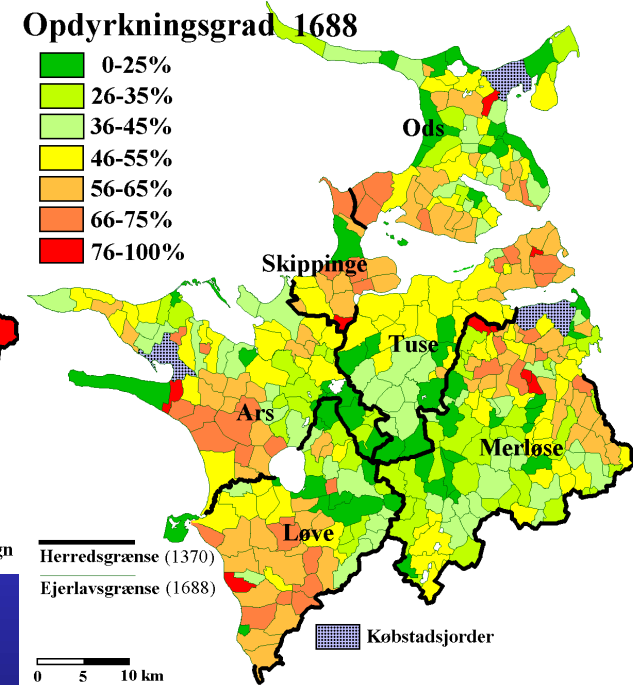 Opdyrkningsgrad 1688
0-25%
26-35%
36-45%
46-55%
56-65%
66-75%
76-100%
Ods
Skippinge
Tuse
Ars
Merløse
Løve
gn
Herredsgrænse (1370)
Ejerlavsgrænse (1688)
Købstadsjorder
0 5 10 km